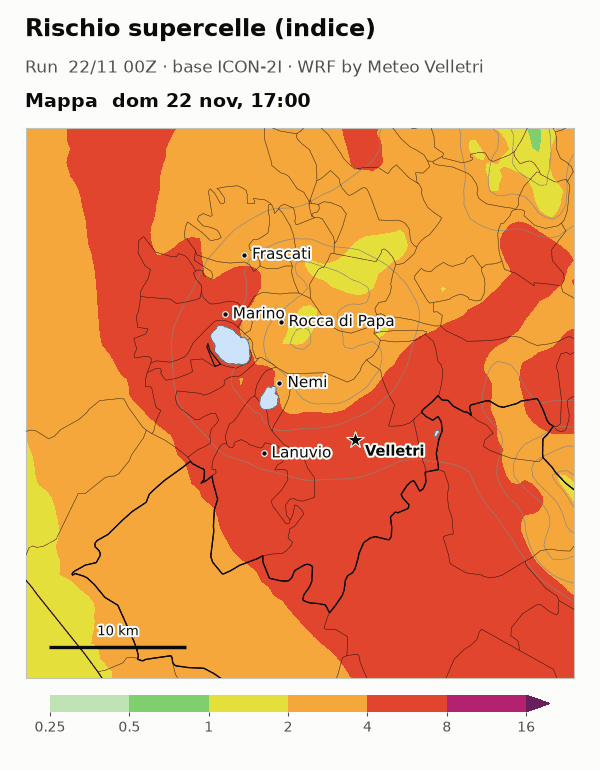 Rischio supercelle (indice)
Run  22/11 00Z · base ICON-2I · WRF by Meteo Velletri
Mappa  dom 22 nov, 17:00
Frascati
Marino
Rocca di Papa
Nemi
Velletri
Lanuvio
10 km
0.25 0.5 1 2 4 8 16